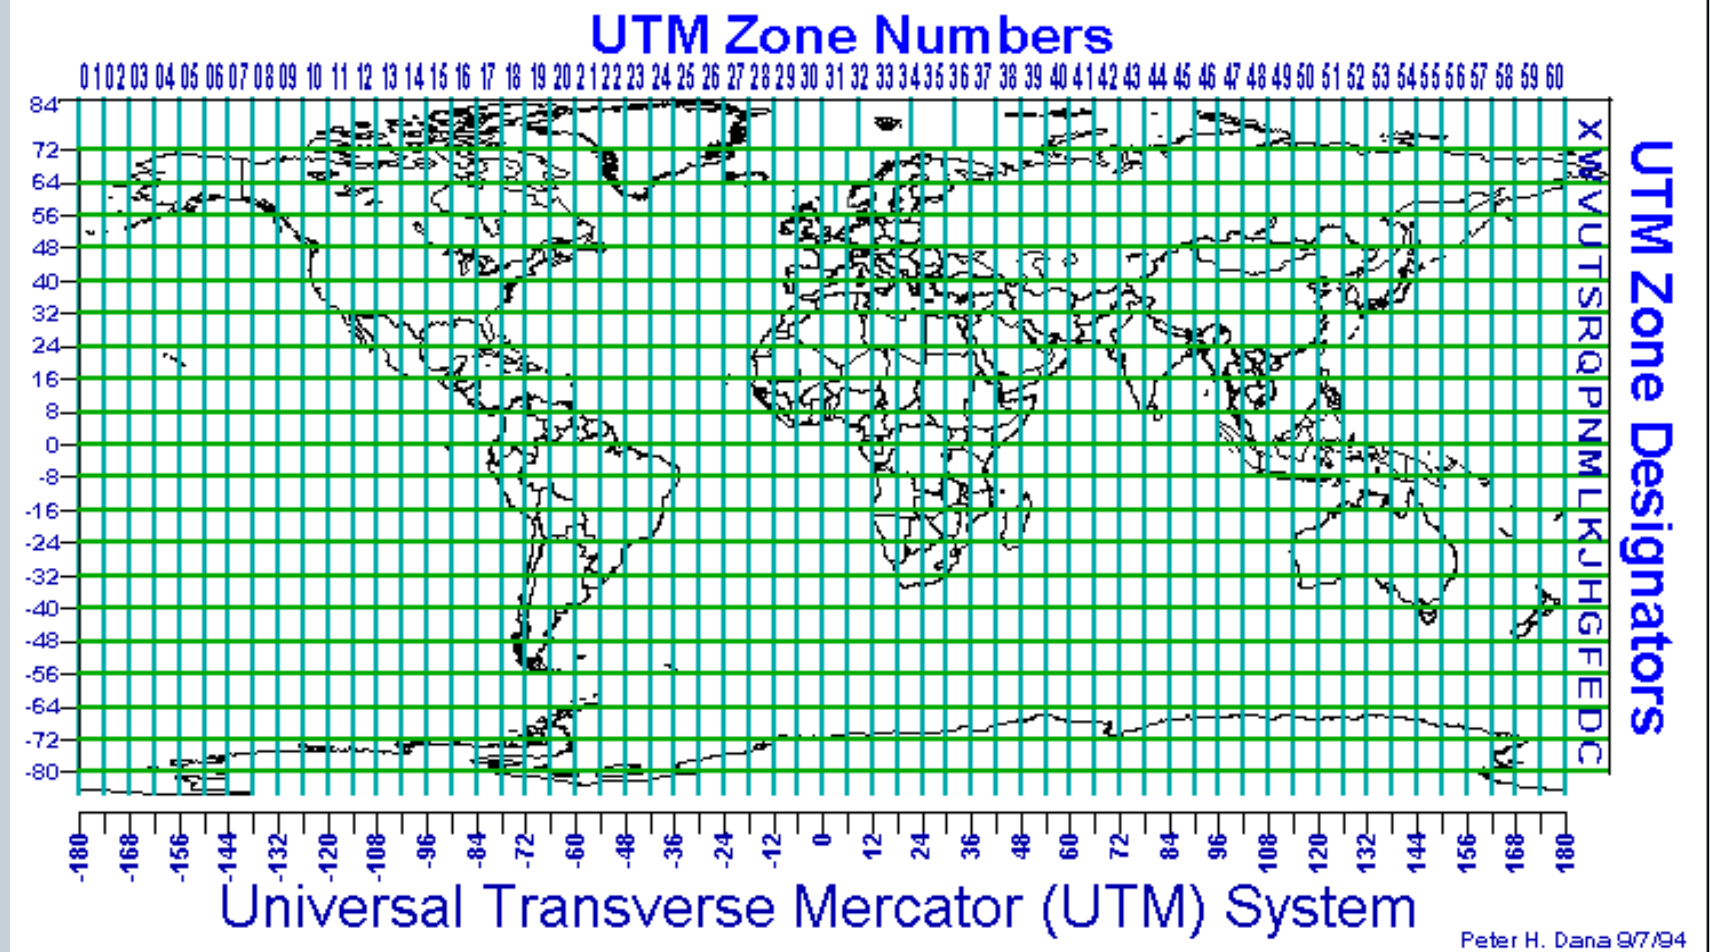 UTM Zone Numbers
01 02 03 04 05 06 07 08 09 10 11 12 13 14 15 16 17 18 19 20 21 22 23 24 25 26 27 28 29 30 31 32 33 34 35 36 37 38 39 40 41 42 43 44 45 46 47 48 49 50 51 52 53 54 55 56 57 58 59 60
84
72
64
56
48
40
32
24
16
8
0
-8
-16
-24
-32
-40
-48
-56
-64
-72
-80
X
W
V
U
T
S
R
Q
P
N
M
L
K
J
H
G
F
E
D
C
UTM Zone Designators
-180 -168 -156 -144 -132 -120 -108 -96 -84 -72 -60 -48 -36 -24 -12 0 12 24 36 48 60 72 84 96 108 120 132 144 156 168 180
Universal Transverse Mercator (UTM) System
Peter H. Dana 9/7/94